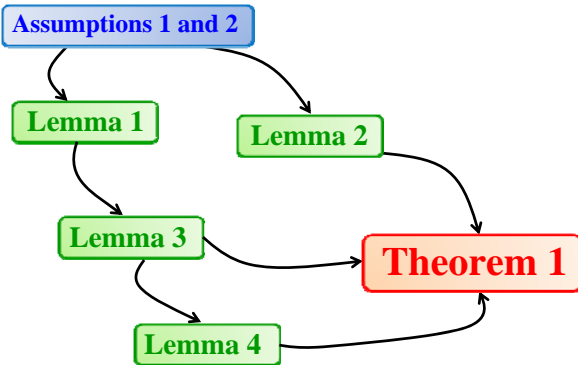 Assumptions 1 and 2
Lemma 1
Lemma 2
Lemma 3
Theorem 1
Lemma 4